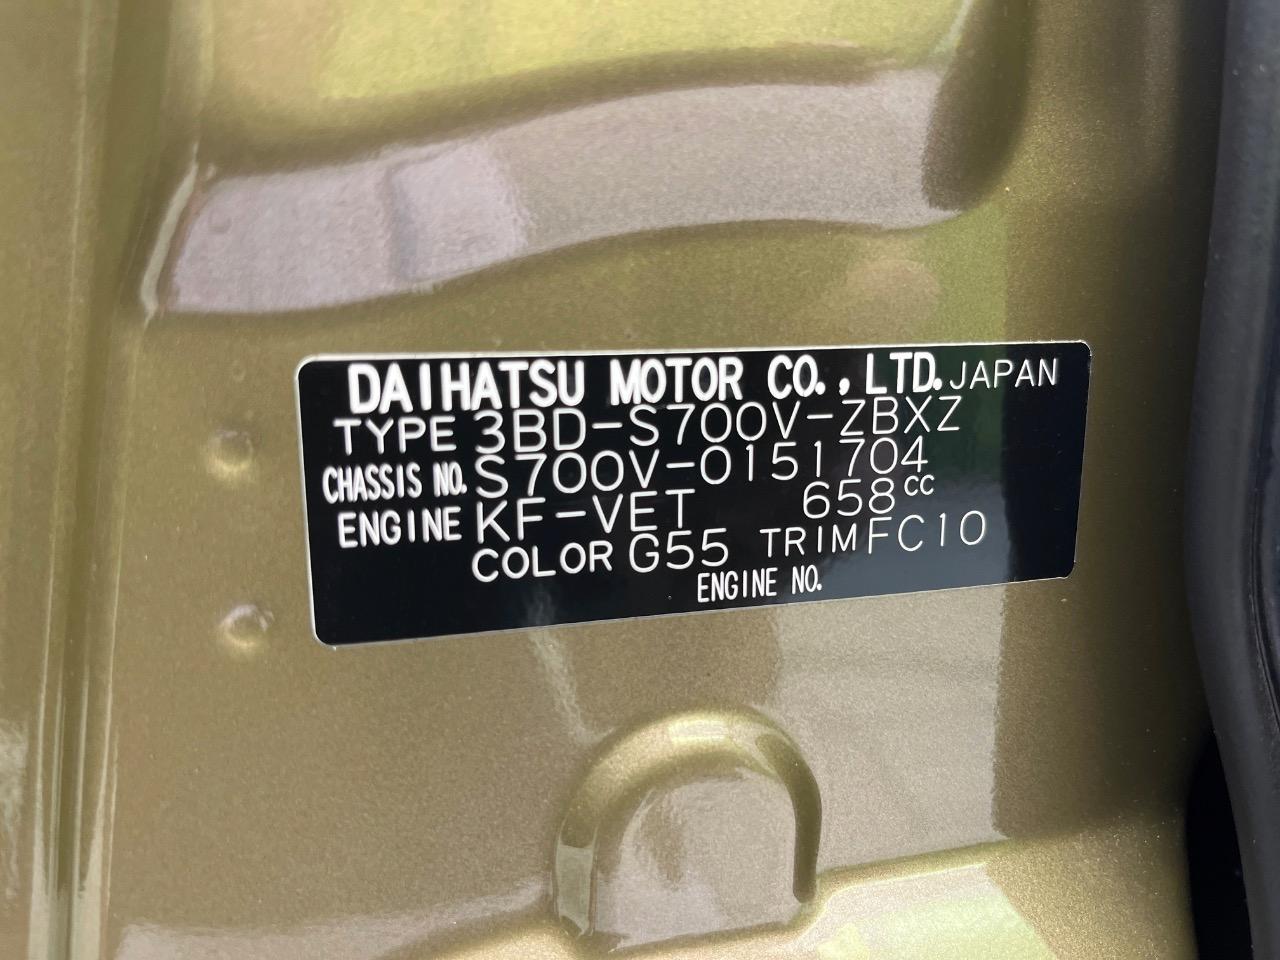 DAIHATSU MOTOR CO., LTD. JAPAN
TYPE 3BD-S700V-ZBXZ
CHASSIS NO. S700V-0151704
ENGINE KF-VET 658cc
COLOR G55 TRIM FC10
ENGINE NO.